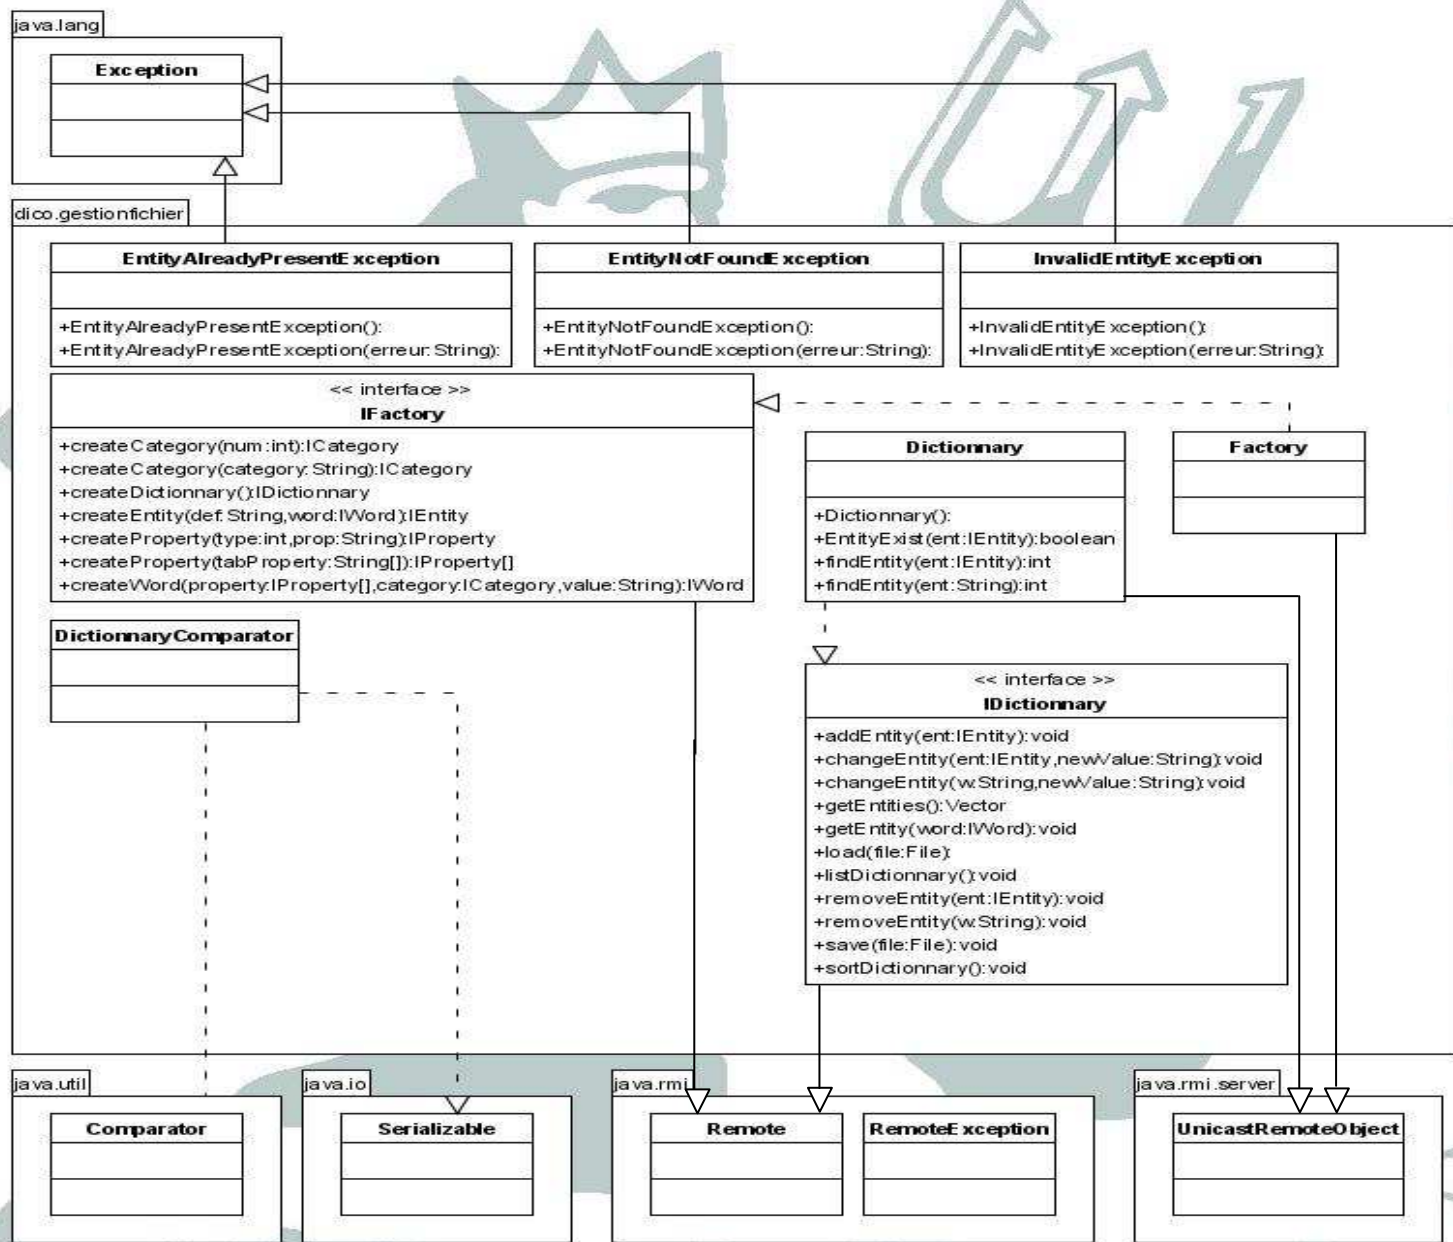 java.lang
Exception
dico.gestionfichier
EntityAlreadyPresentException
+EntityAlreadyPresentException():
+EntityAlreadyPresentException(erreur:String):
EntityNotFoundException
+EntityNotFoundException():
+EntityNotFoundException(erreur:String):
InvalidEntityException
+InvalidEntityException():
+InvalidEntityException(erreur:String):
<< interface >>
IFactory
+createCategory(num:int):ICategory
+createCategory(category:String):ICategory
+createDictionnary():IDictionnary
+createEntity(def:String,word:IWord):IEntity
+createProperty(type:int,prop:String):IProperty
+createProperty(tabProperty:String[]):IProperty[]
+createWord(property:IProperty[],category:ICategory,value:String):IWord
Dictionnary
+Dictionnary():
+EntityExist(ent:IEntity):boolean
+findEntity(ent:IEntity):int
+findEntity(ent:String):int
Factory
DictionnaryComparator
<< interface >>
IDictionnary
+addEntity(ent:IEntity):void
+changeEntity(ent:IEntity,newValue:String):void
+changeEntity(w:String,newValue:String):void
+getEntities():Vector
+getEntity(word:IWord):void
+load(file:File):
+listDictionnary():void
+removeEntity(ent:IEntity):void
+removeEntity(w:String):void
+save(file:File):void
+sortDictionnary():void
java.util
Comparator
java.io
Serializable
java.rmi
Remote
RemoteException
java.rmi.server
UnicastRemoteObject